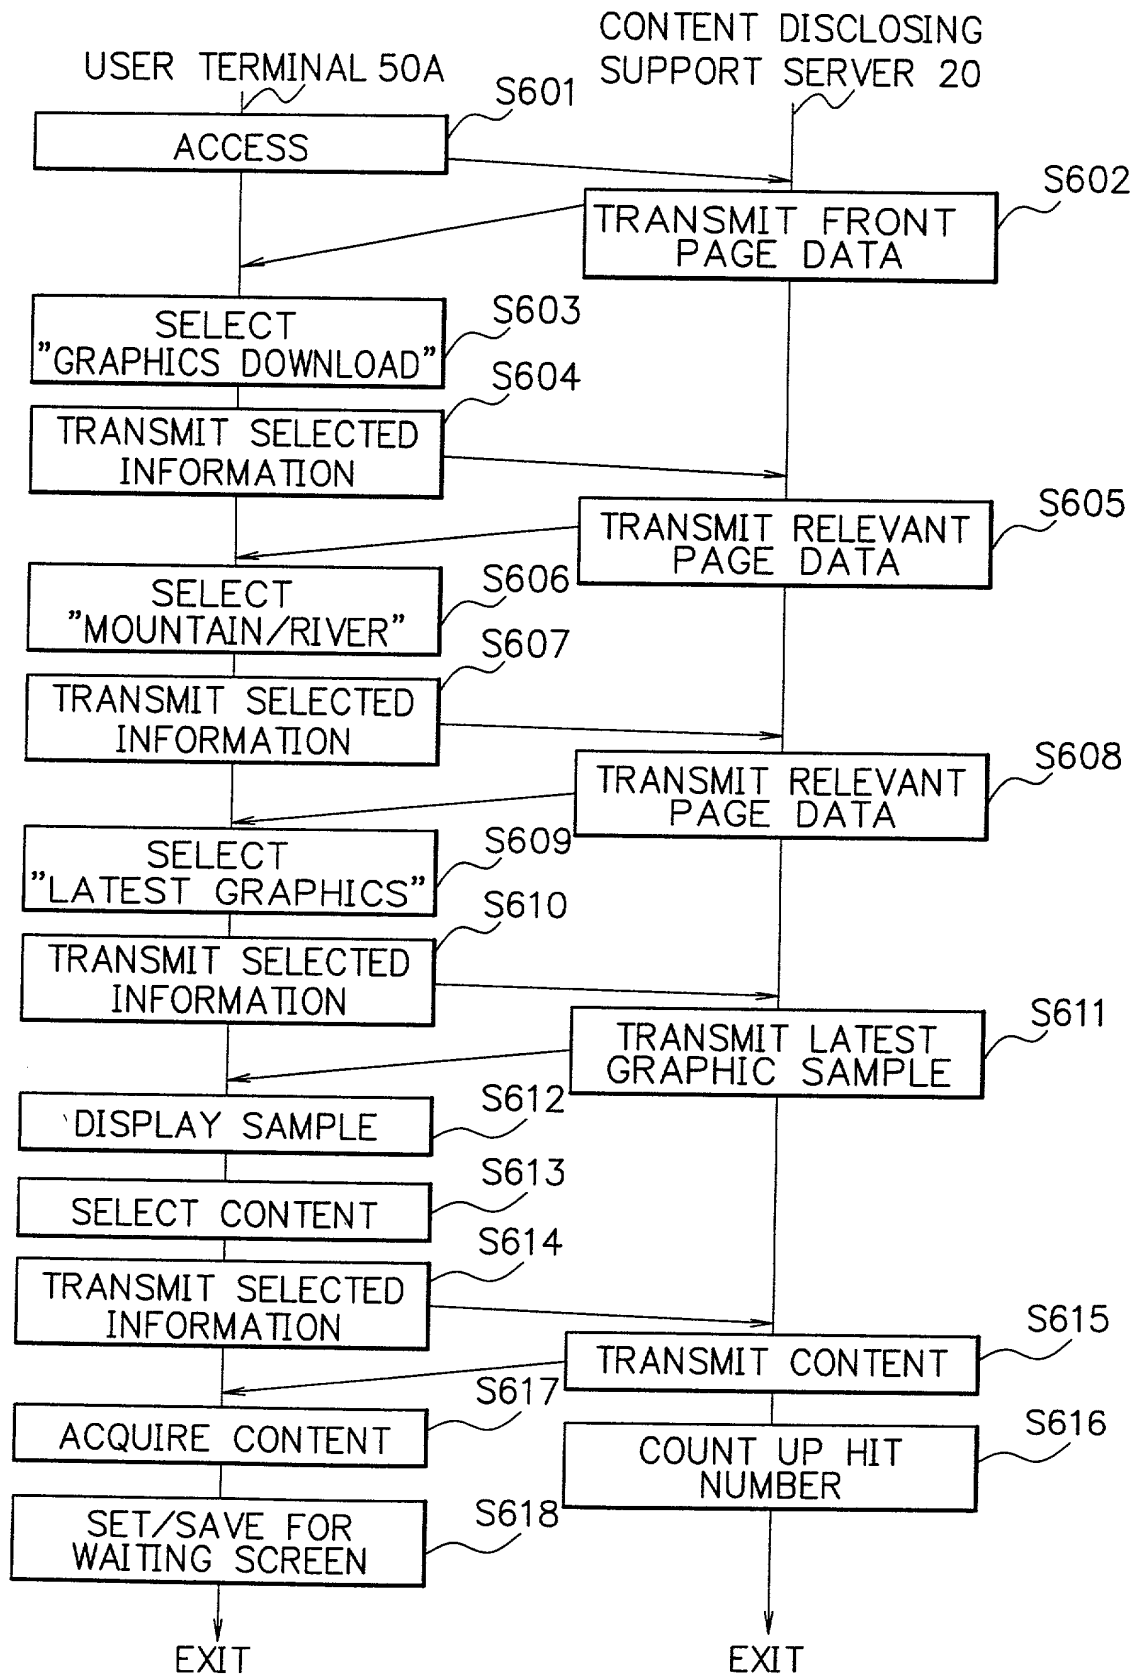 CONTENT DISCLOSING
SUPPORT SERVER 20
USER TERMINAL 50A
S601
ACCESS
S602
TRANSMIT FRONT
PAGE DATA
S603
SELECT
"GRAPHICS DOWNLOAD"
S604
TRANSMIT SELECTED
INFORMATION
S605
TRANSMIT RELEVANT
PAGE DATA
S606
SELECT
"MOUNTAIN/RIVER"
S607
TRANSMIT SELECTED
INFORMATION
S608
TRANSMIT RELEVANT
PAGE DATA
S609
SELECT
"LATEST GRAPHICS"
S610
TRANSMIT SELECTED
INFORMATION
S611
TRANSMIT LATEST
GRAPHIC SAMPLE
S612
DISPLAY SAMPLE
S613
SELECT CONTENT
S614
TRANSMIT SELECTED
INFORMATION
S615
TRANSMIT CONTENT
S617
ACQUIRE CONTENT
S616
COUNT UP HIT
NUMBER
S618
SET/SAVE FOR
WAITING SCREEN
EXIT
EXIT